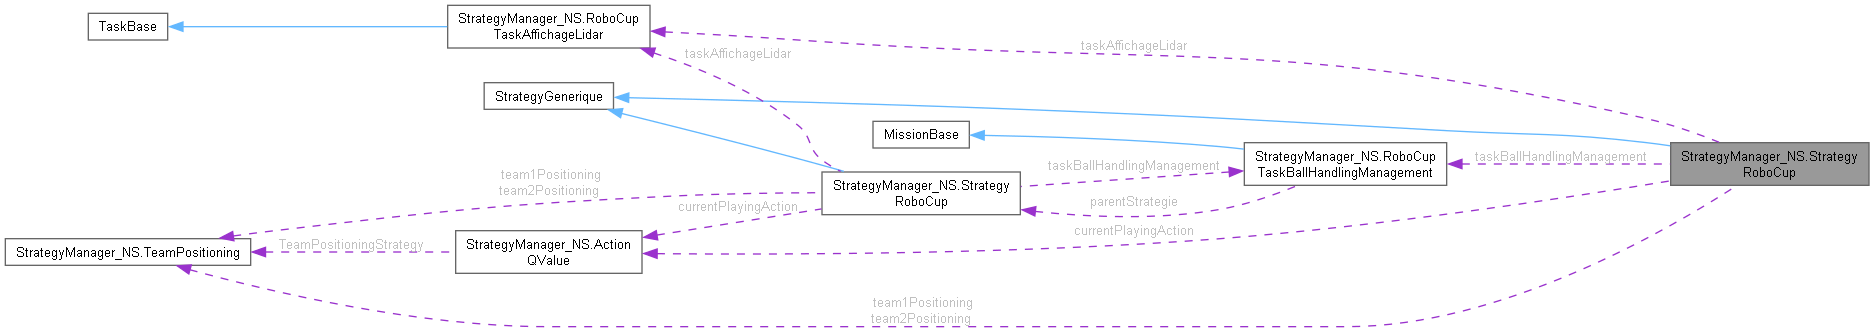 TaskBase
StrategyManager_NS.RoboCup
TaskAffichageLidar
taskAffichageLidar
taskAffichageLidar
StrategyGenerique
MissionBase
StrategyManager_NS.RoboCup
TaskBallHandlingManagement
StrategyManager_NS.Strategy
RoboCup
taskBallHandlingManagement
taskBallHandlingManagement
team1Positioning
team2Positioning
StrategyManager_NS.Strategy
RoboCup
currentPlayingAction
parentStrategie
currentPlayingAction
StrategyManager_NS.TeamPositioning
TeamPositioningStrategy
StrategyManager_NS.Action
QValue
team1Positioning
team2Positioning